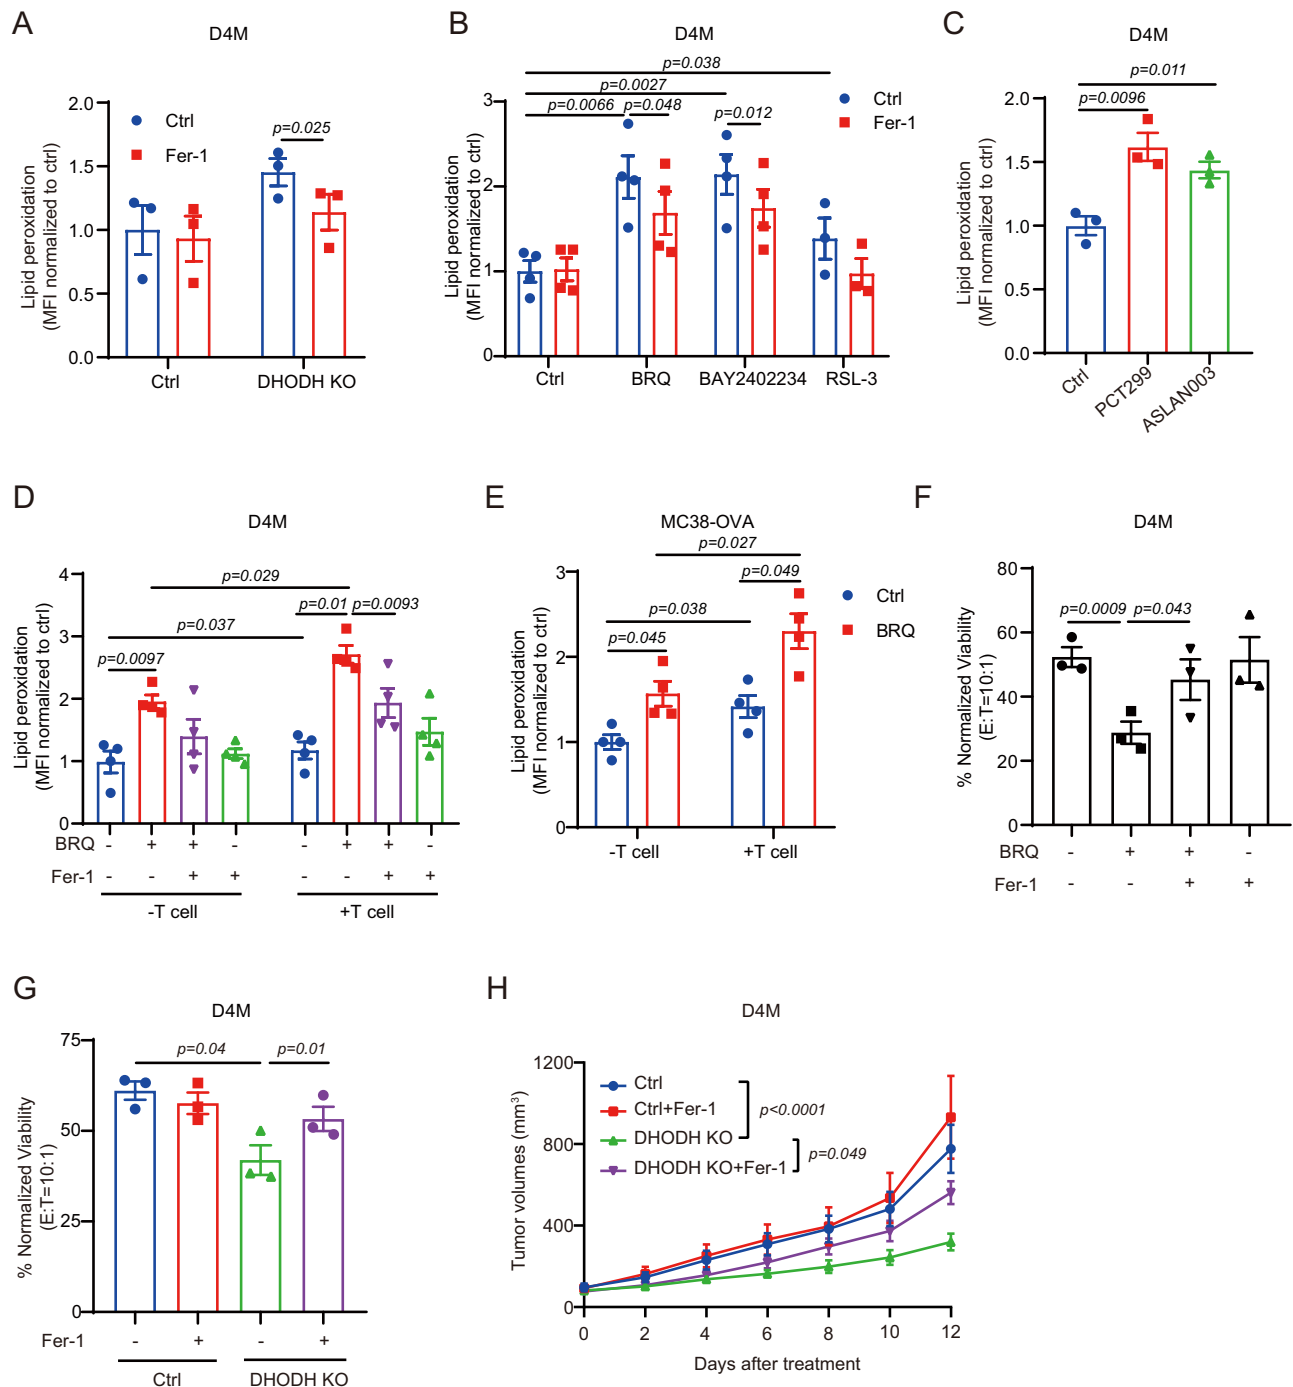 A
D4M
Lipid peroxidation
(MFI normalized to ctrl)
2.0
1.5
1.0
0.5
0.0
Ctrl
Fer-1
p=0.025
Ctrl
DHODH KO
B
D4M
Lipid peroxidation
(MFI normalized to ctrl)
3
2
1
0
p=0.038
p=0.0027
p=0.0066
p=0.048
p=0.012
Ctrl
Fer-1
Ctrl
BRQ
BAY2402234
RSL-3
C
D4M
Lipid peroxidation
(MFI normalized to ctrl)
2.0
1.5
1.0
0.5
0.0
p=0.011
p=0.0096
Ctrl
PCT299
ASLAN003
D
D4M
Lipid peroxidation
(MFI normalized to ctrl)
4
3
2
1
0
p=0.029
p=0.01
p=0.0093
p=0.037
p=0.0097
BRQ - + + - - + + -
Fer-1 - - + + - - + +
-T cell
+T cell
E
MC38-OVA
Lipid peroxidation
(MFI normalized to ctrl)
3
2
1
0
p=0.027
p=0.049
p=0.038
p=0.045
Ctrl
BRQ
-T cell
+T cell
F
D4M
% Normalized Viability
(E:T=10:1)
80
60
40
20
0
p=0.0009
p=0.043
BRQ - + + -
Fer-1 - - + +
G
D4M
% Normalized Viability
(E:T=10:1)
75
50
25
0
p=0.04
p=0.01
Fer-1 - + - +
Ctrl
DHODH KO
H
D4M
Tumor volumes (mm³)
1200
800
400
0
Ctrl
Ctrl+Fer-1
DHODH KO
DHODH KO+Fer-1
p<0.0001
p=0.049
0 2 4 6 8 10 12
Days after treatment